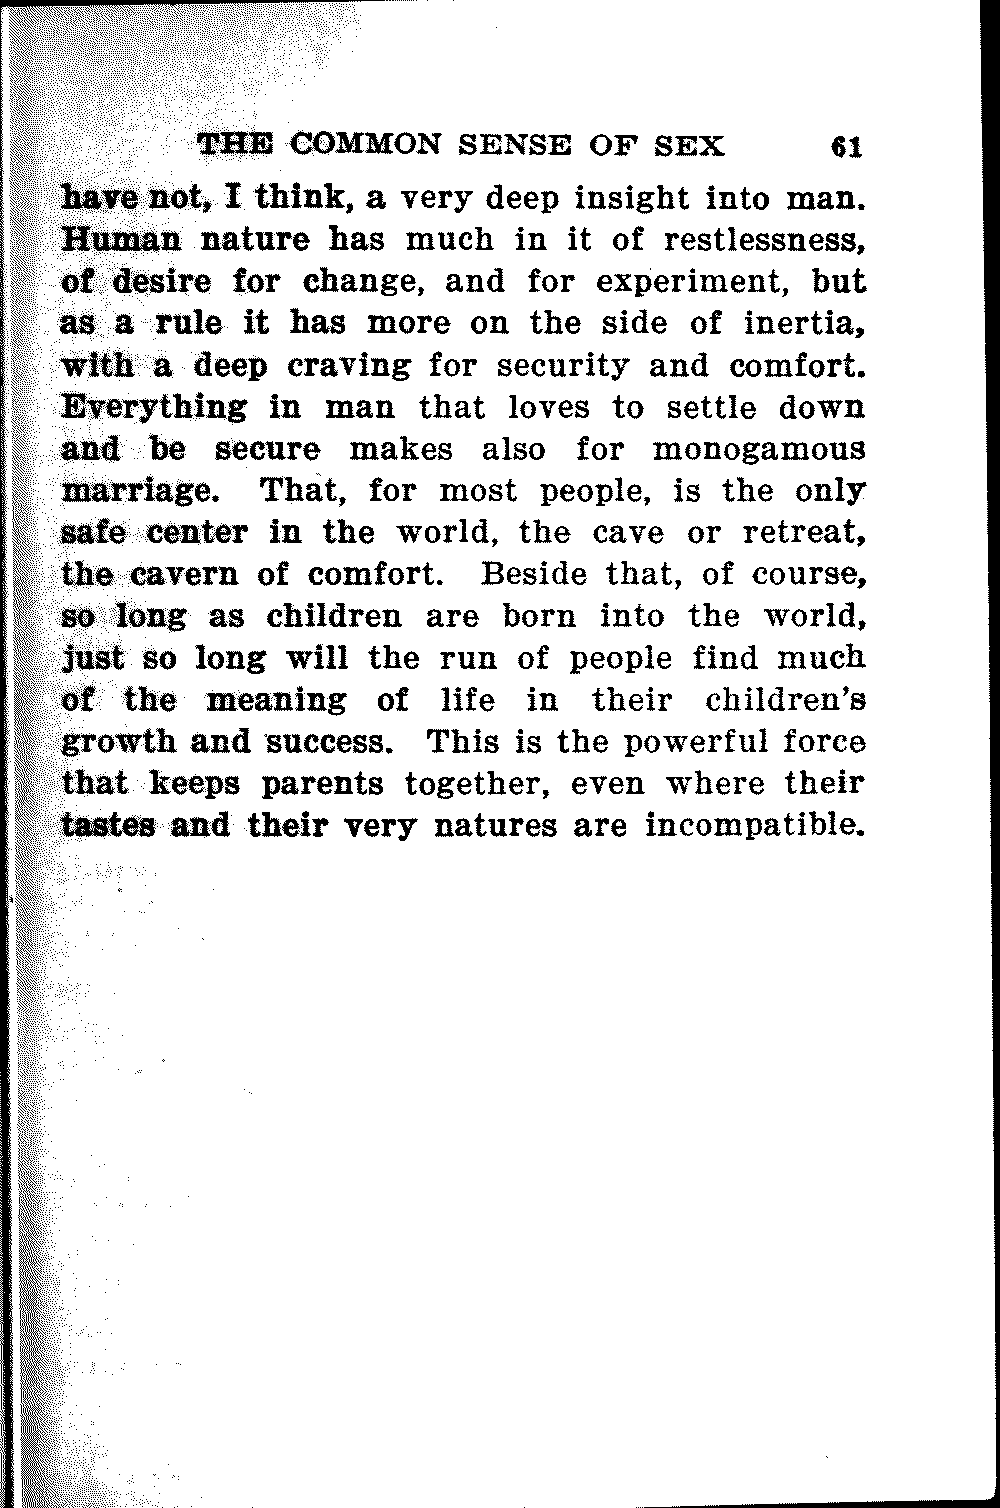 THE COMMON SENSE OF SEX 61
have not, I think, a very deep insight into man.
Human nature has much in it of restlessness,
of desire for change, and for experiment, but
as a rule it has more on the side of inertia,
with a deep craving for security and comfort.
Everything in man that loves to settle down
and be secure makes also for monogamous
marriage. That, for most people, is the only
safe center in the world, the cave or retreat,
the cavern of comfort. Beside that, of course,
so long as children are born into the world,
just so long will the run of people find much
of the meaning of life in their children's
growth and success. This is the powerful force
that keeps parents together, even where their
tastes and their very natures are incompatible.